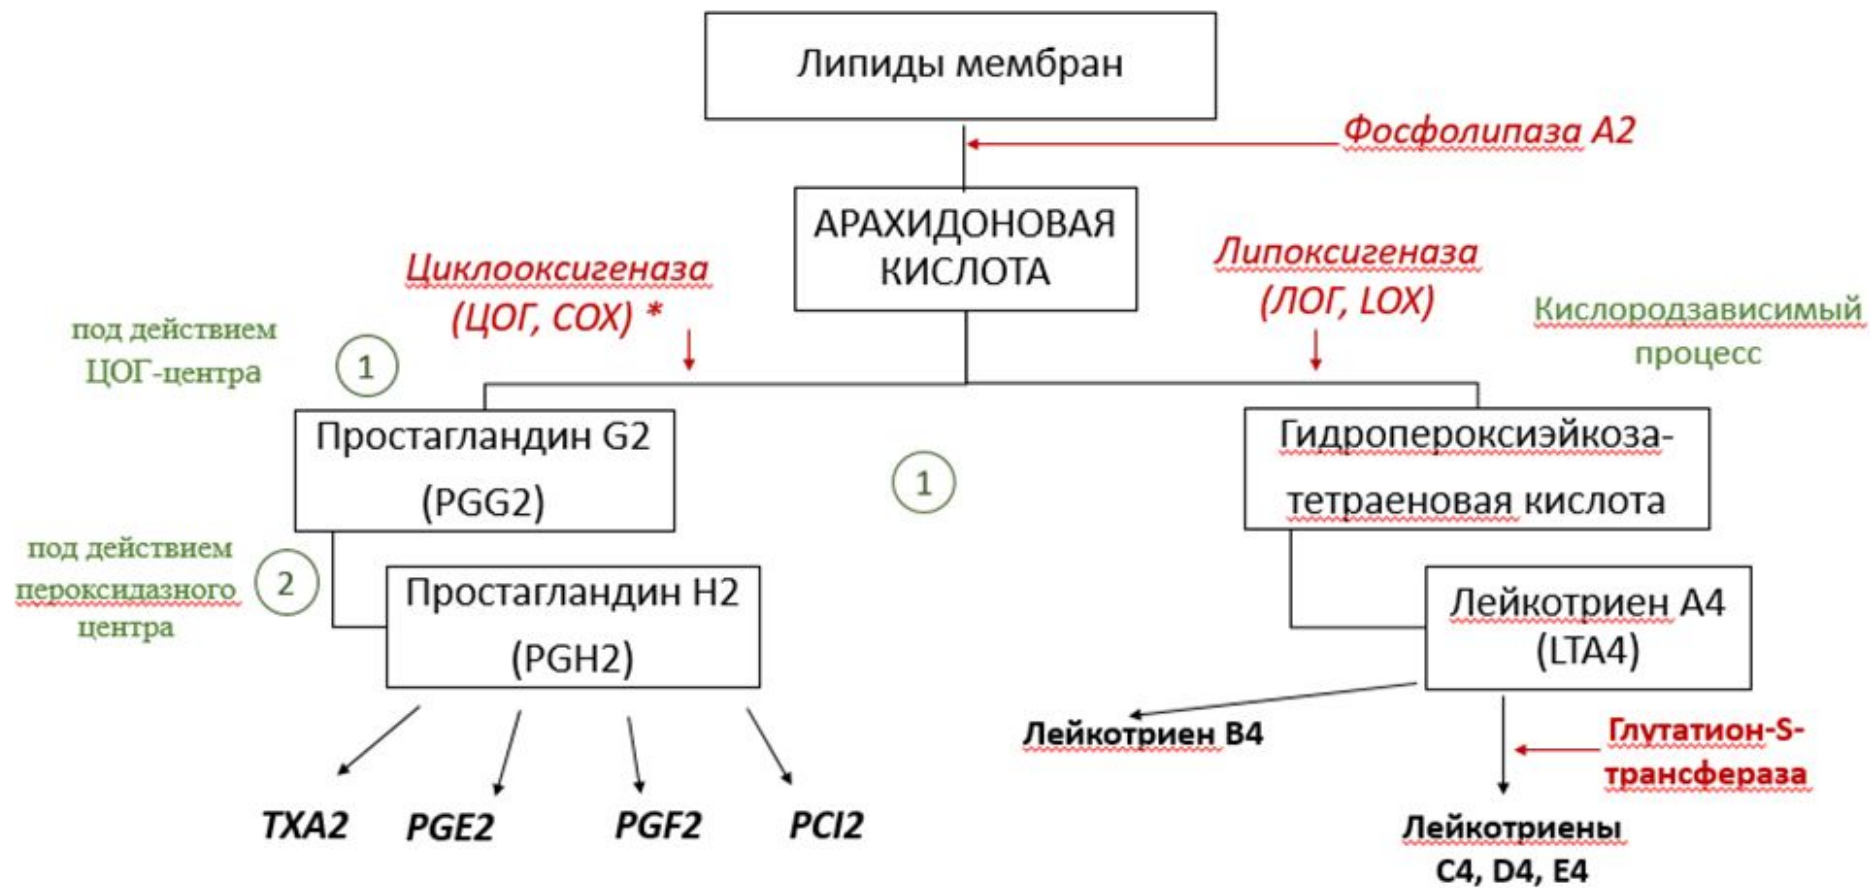 Липиды мембран
Фосфолипаза А2
АРАХИДОНОВАЯ
КИСЛОТА
Циклооксигеназа
(ЦОГ, COX) *
Липоксигеназа
(ЛОГ, LOX)
Кислородзависимый
процесс
под действием
ЦОГ-центра
1
Простагландин G2
(PGG2)
1
Гидропероксиэйкоза-
тетраеновая кислота
под действием
пероксидазного
центра
2
Простагландин H2
(PGH2)
Лейкотриен А4
(LTA4)
Лейкотриен В4
Глутатион-S-
трансфераза
TXA2
PGE2
PGF2
PCI2
Лейкотриены
C4, D4, E4